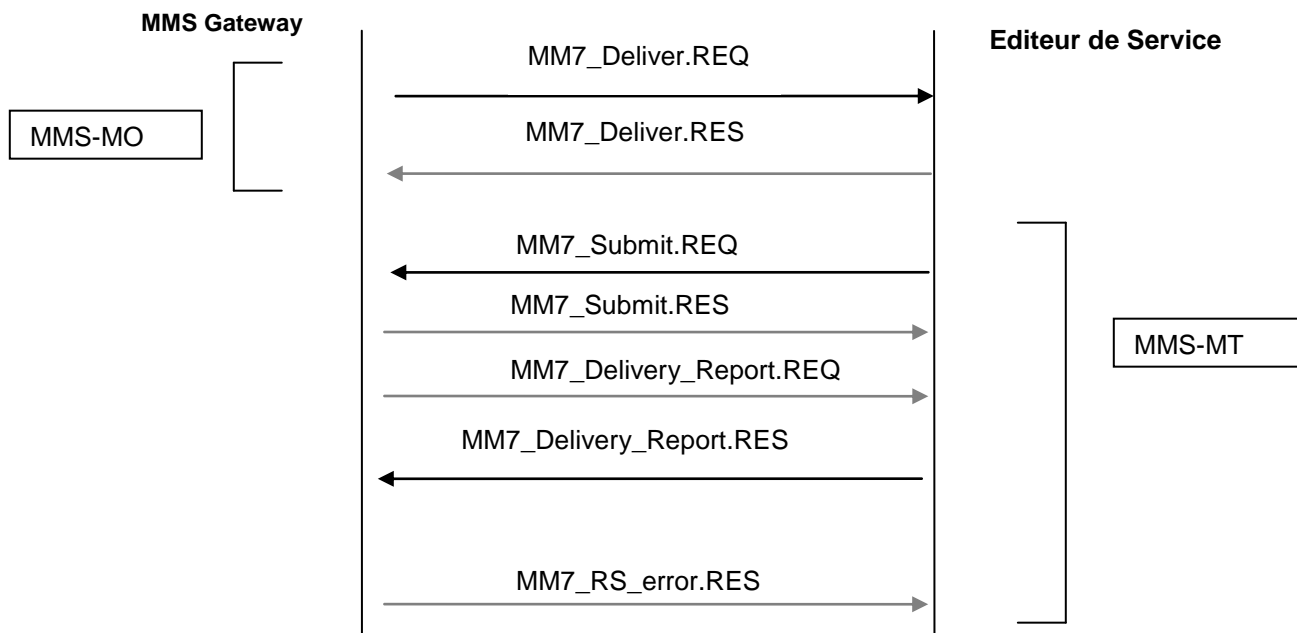 MMS Gateway
Editeur de Service
MM7_Deliver.REQ
MMS-MO
MM7_Deliver.RES
MM7_Submit.REQ
MM7_Submit.RES
MMS-MT
MM7_Delivery_Report.REQ
MM7_Delivery_Report.RES
MM7_RS_error.RES